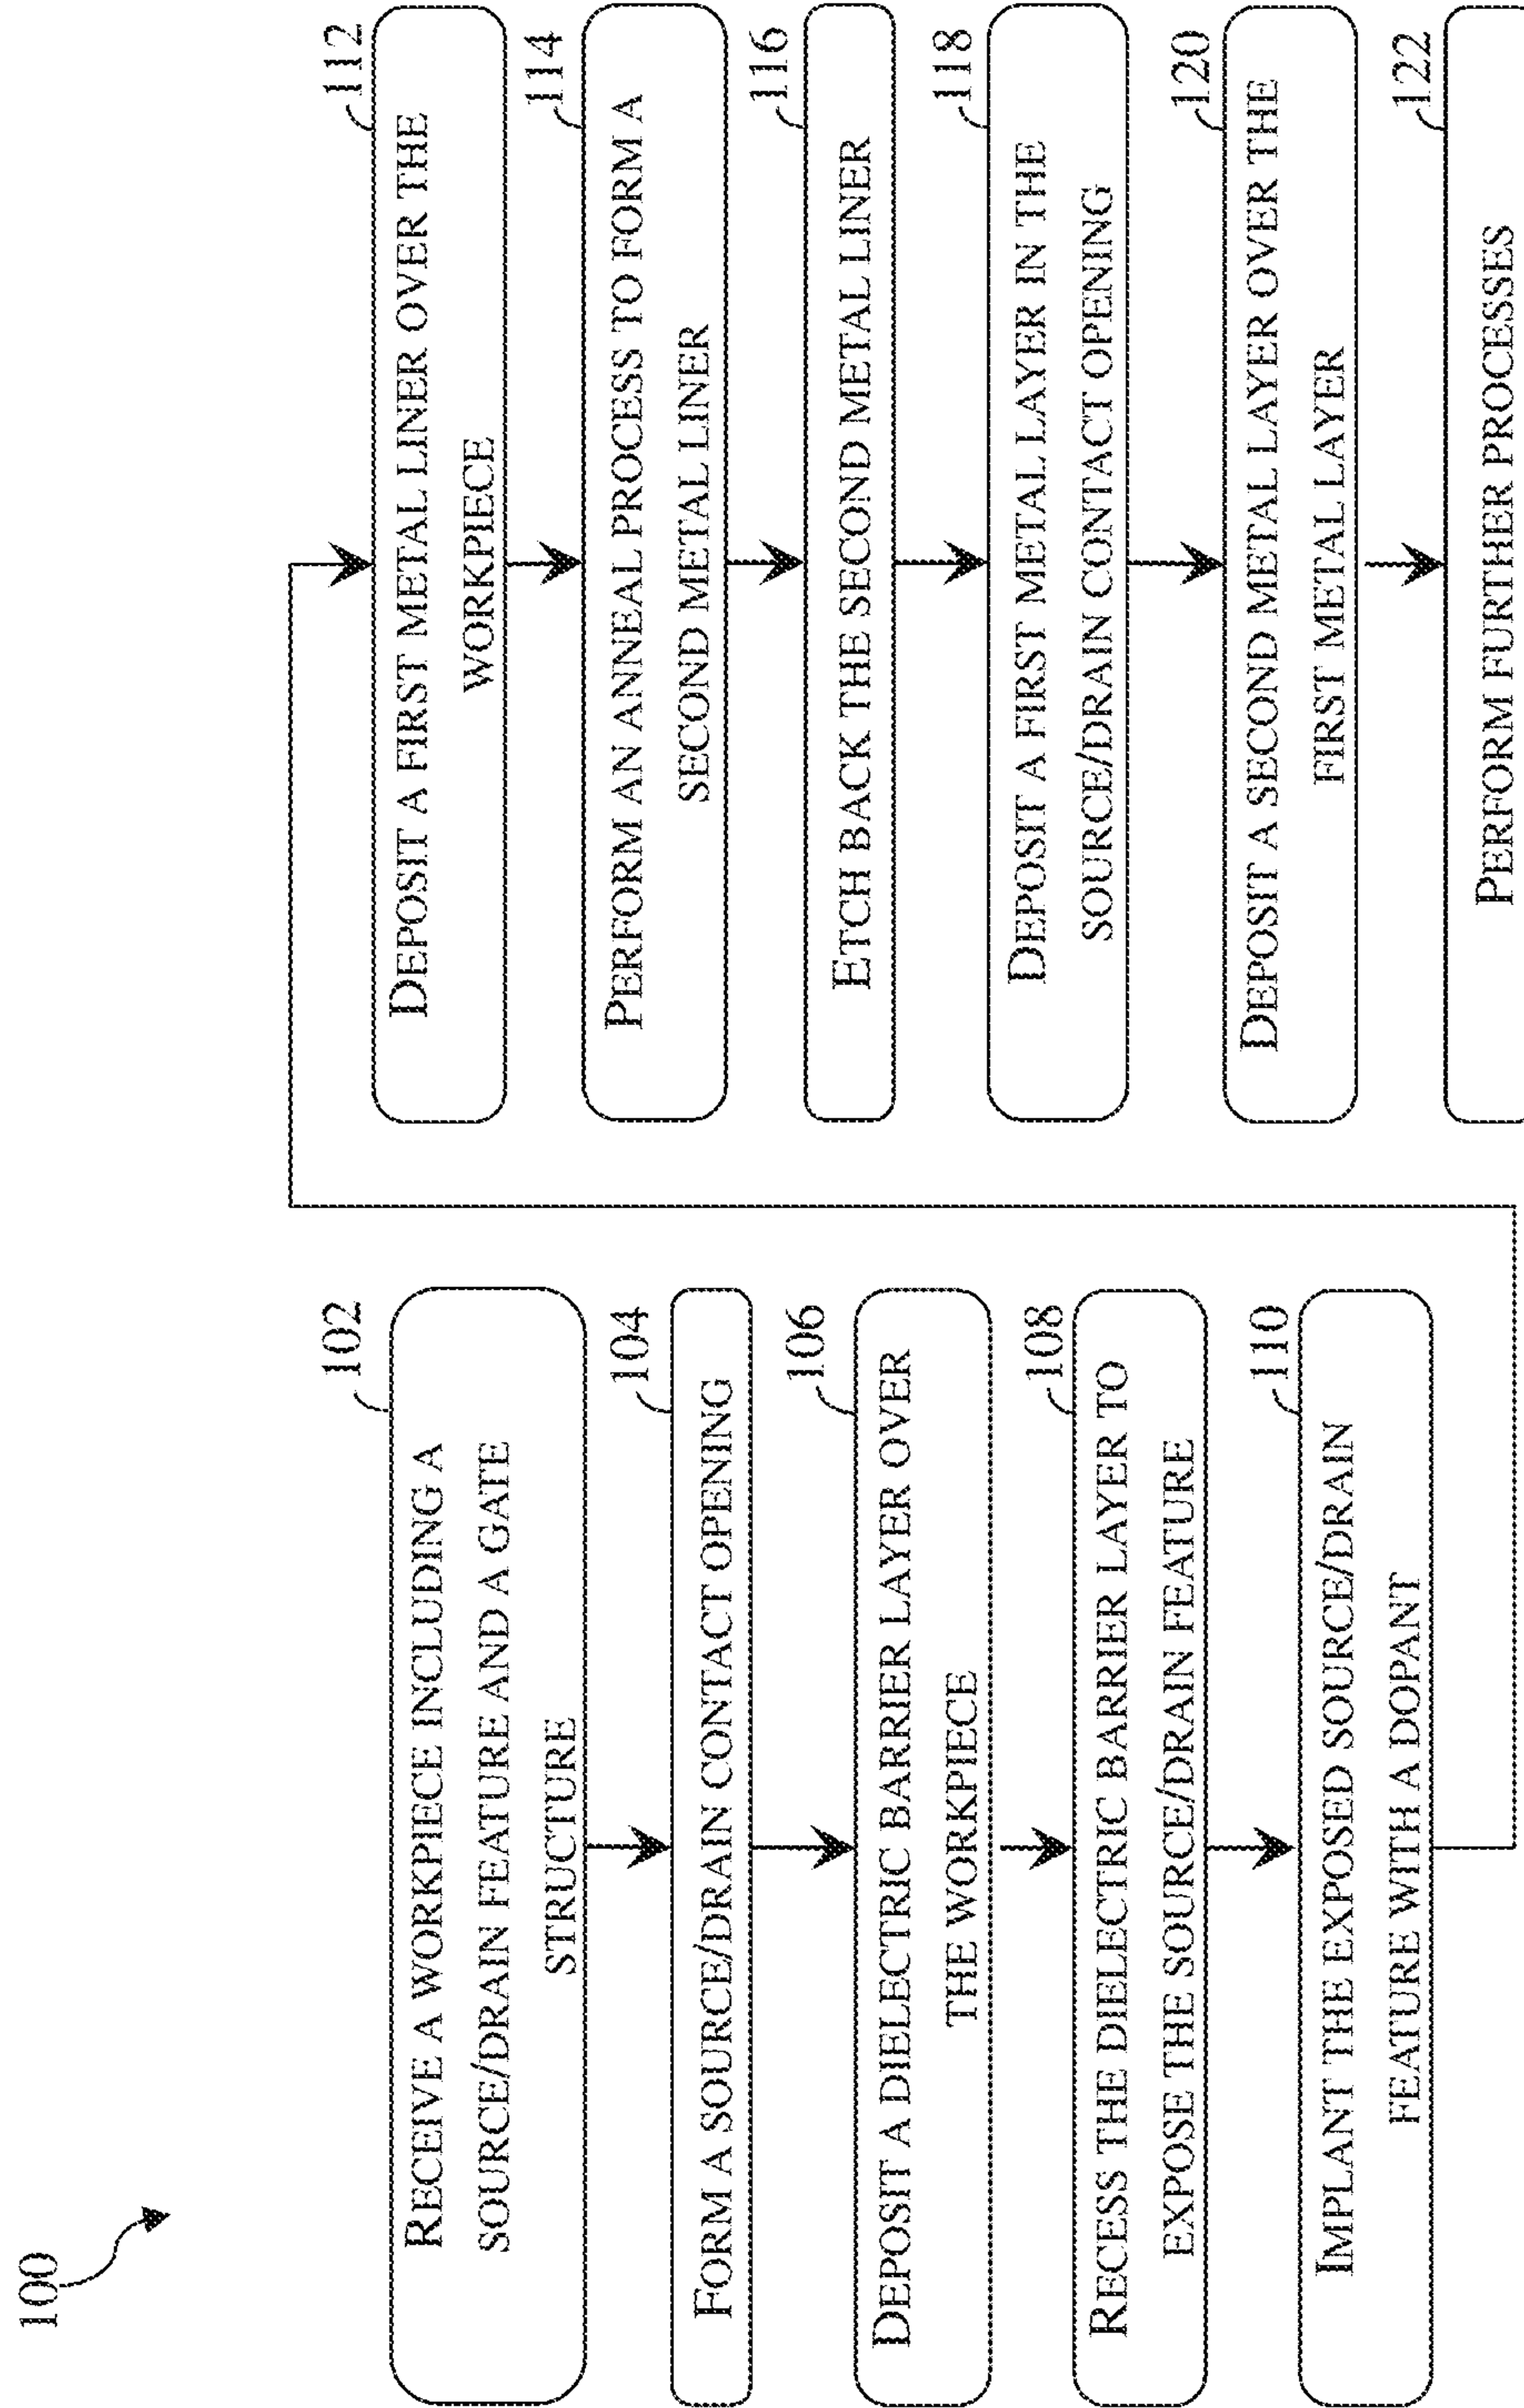 100
102
RECEIVE A WORKPIECE INCLUDING A
SOURCE/DRAIN FEATURE AND A GATE
STRUCTURE
104
FORM A SOURCE/DRAIN CONTACT OPENING
106
DEPOSIT A DIELECTRIC BARRIER LAYER OVER
THE WORKPIECE
108
RECESS THE DIELECTRIC BARRIER LAYER TO
EXPOSE THE SOURCE/DRAIN FEATURE
110
IMPLANT THE EXPOSED SOURCE/DRAIN
FEATURE WITH A DOPANT
112
DEPOSIT A FIRST METAL LINER OVER THE
WORKPIECE
114
PERFORM AN ANNEAL PROCESS TO FORM A
SECOND METAL LINER
116
ETCH BACK THE SECOND METAL LINER
118
DEPOSIT A FIRST METAL LAYER IN THE
SOURCE/DRAIN CONTACT OPENING
120
DEPOSIT A SECOND METAL LAYER OVER THE
FIRST METAL LAYER
122
PERFORM FURTHER PROCESSES